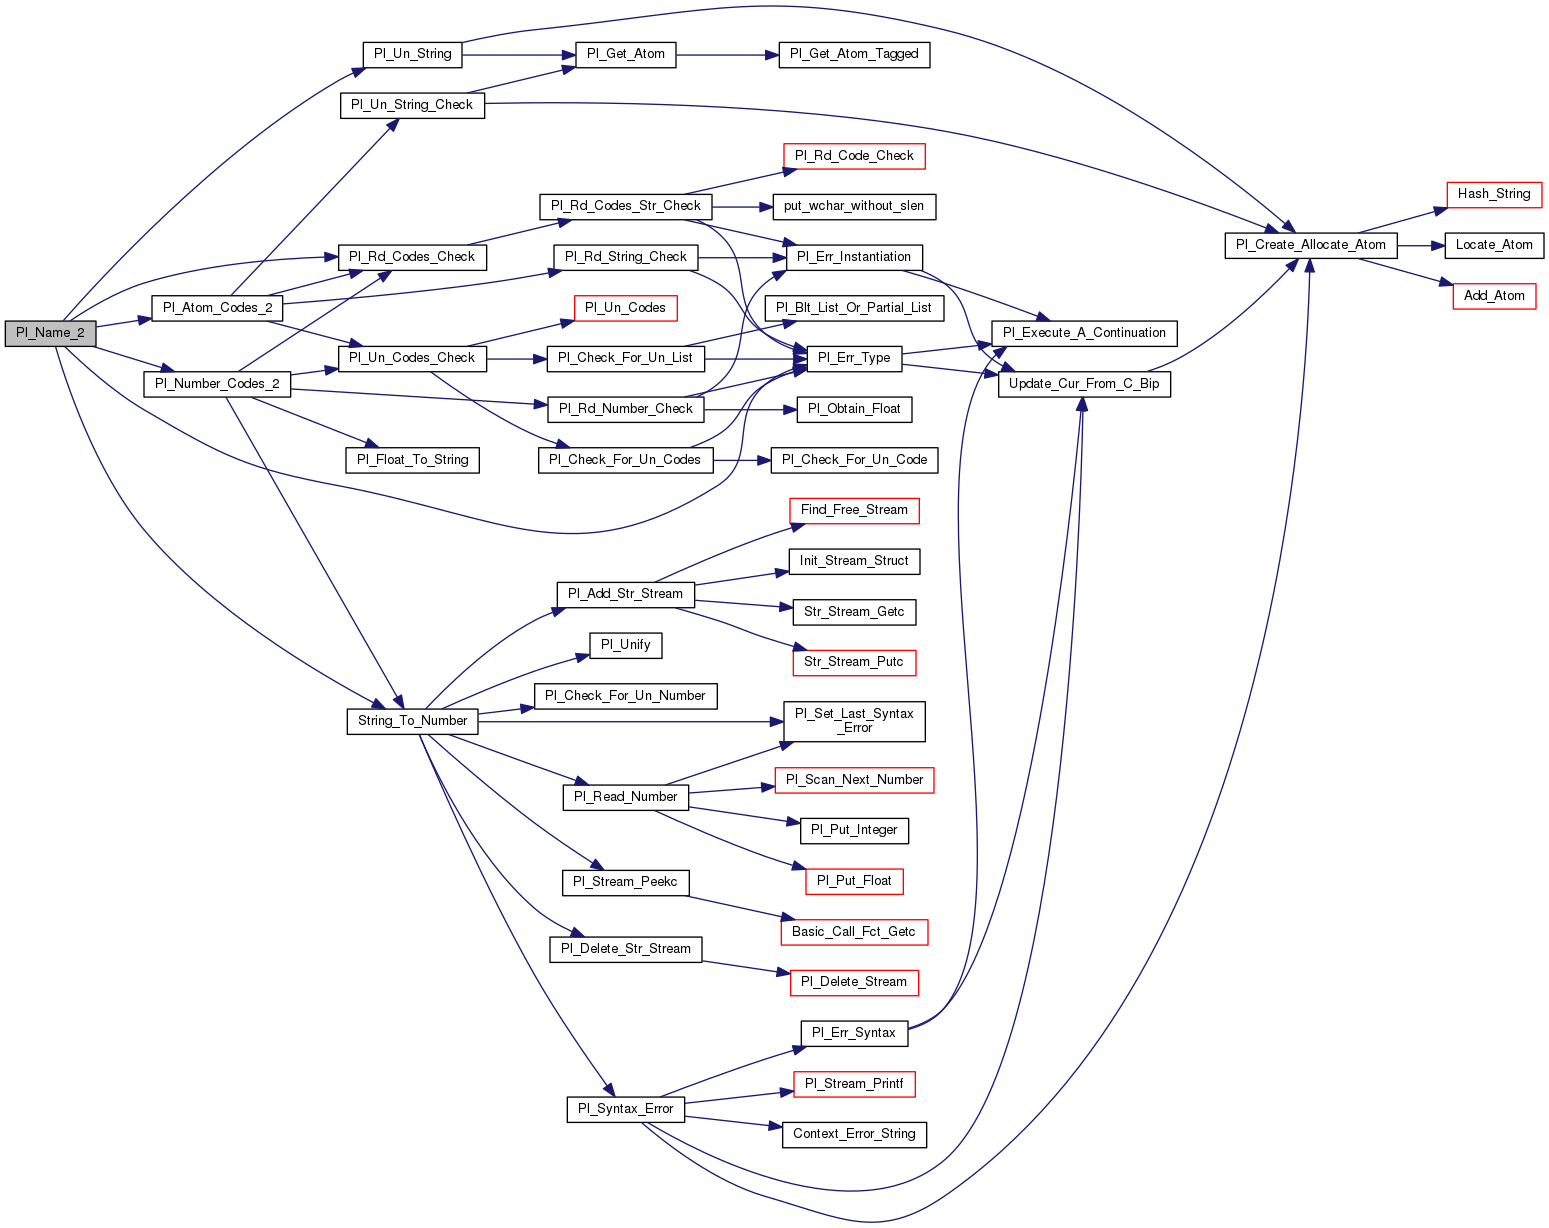 Pl_Un_String
Pl_Get_Atom
Pl_Get_Atom_Tagged
Pl_Un_String_Check
Pl_Rd_Code_Check
Pl_Rd_Codes_Str_Check
put_wchar_without_slen
Hash_String
Pl_Rd_Codes_Check
Pl_Rd_String_Check
Pl_Err_Instantiation
Pl_Create_Allocate_Atom
Locate_Atom
Pl_Atom_Codes_2
Pl_Un_Codes
Pl_Blt_List_Or_Partial_List
Add_Atom
Pl_Name_2
Pl_Execute_A_Continuation
Pl_Un_Codes_Check
Pl_Check_For_Un_List
Pl_Err_Type
Pl_Number_Codes_2
Update_Cur_From_C_Bip
Pl_Rd_Number_Check
Pl_Obtain_Float
Pl_Float_To_String
Pl_Check_For_Un_Codes
Pl_Check_For_Un_Code
Find_Free_Stream
Init_Stream_Struct
Pl_Add_Str_Stream
Str_Stream_Getc
Pl_Unify
Str_Stream_Putc
Pl_Check_For_Un_Number
String_To_Number
Pl_Set_Last_Syntax
_Error
Pl_Scan_Next_Number
Pl_Read_Number
Pl_Put_Integer
Pl_Stream_Peekc
Pl_Put_Float
Basic_Call_Fct_Getc
Pl_Delete_Str_Stream
Pl_Delete_Stream
Pl_Err_Syntax
Pl_Stream_Printf
Pl_Syntax_Error
Context_Error_String